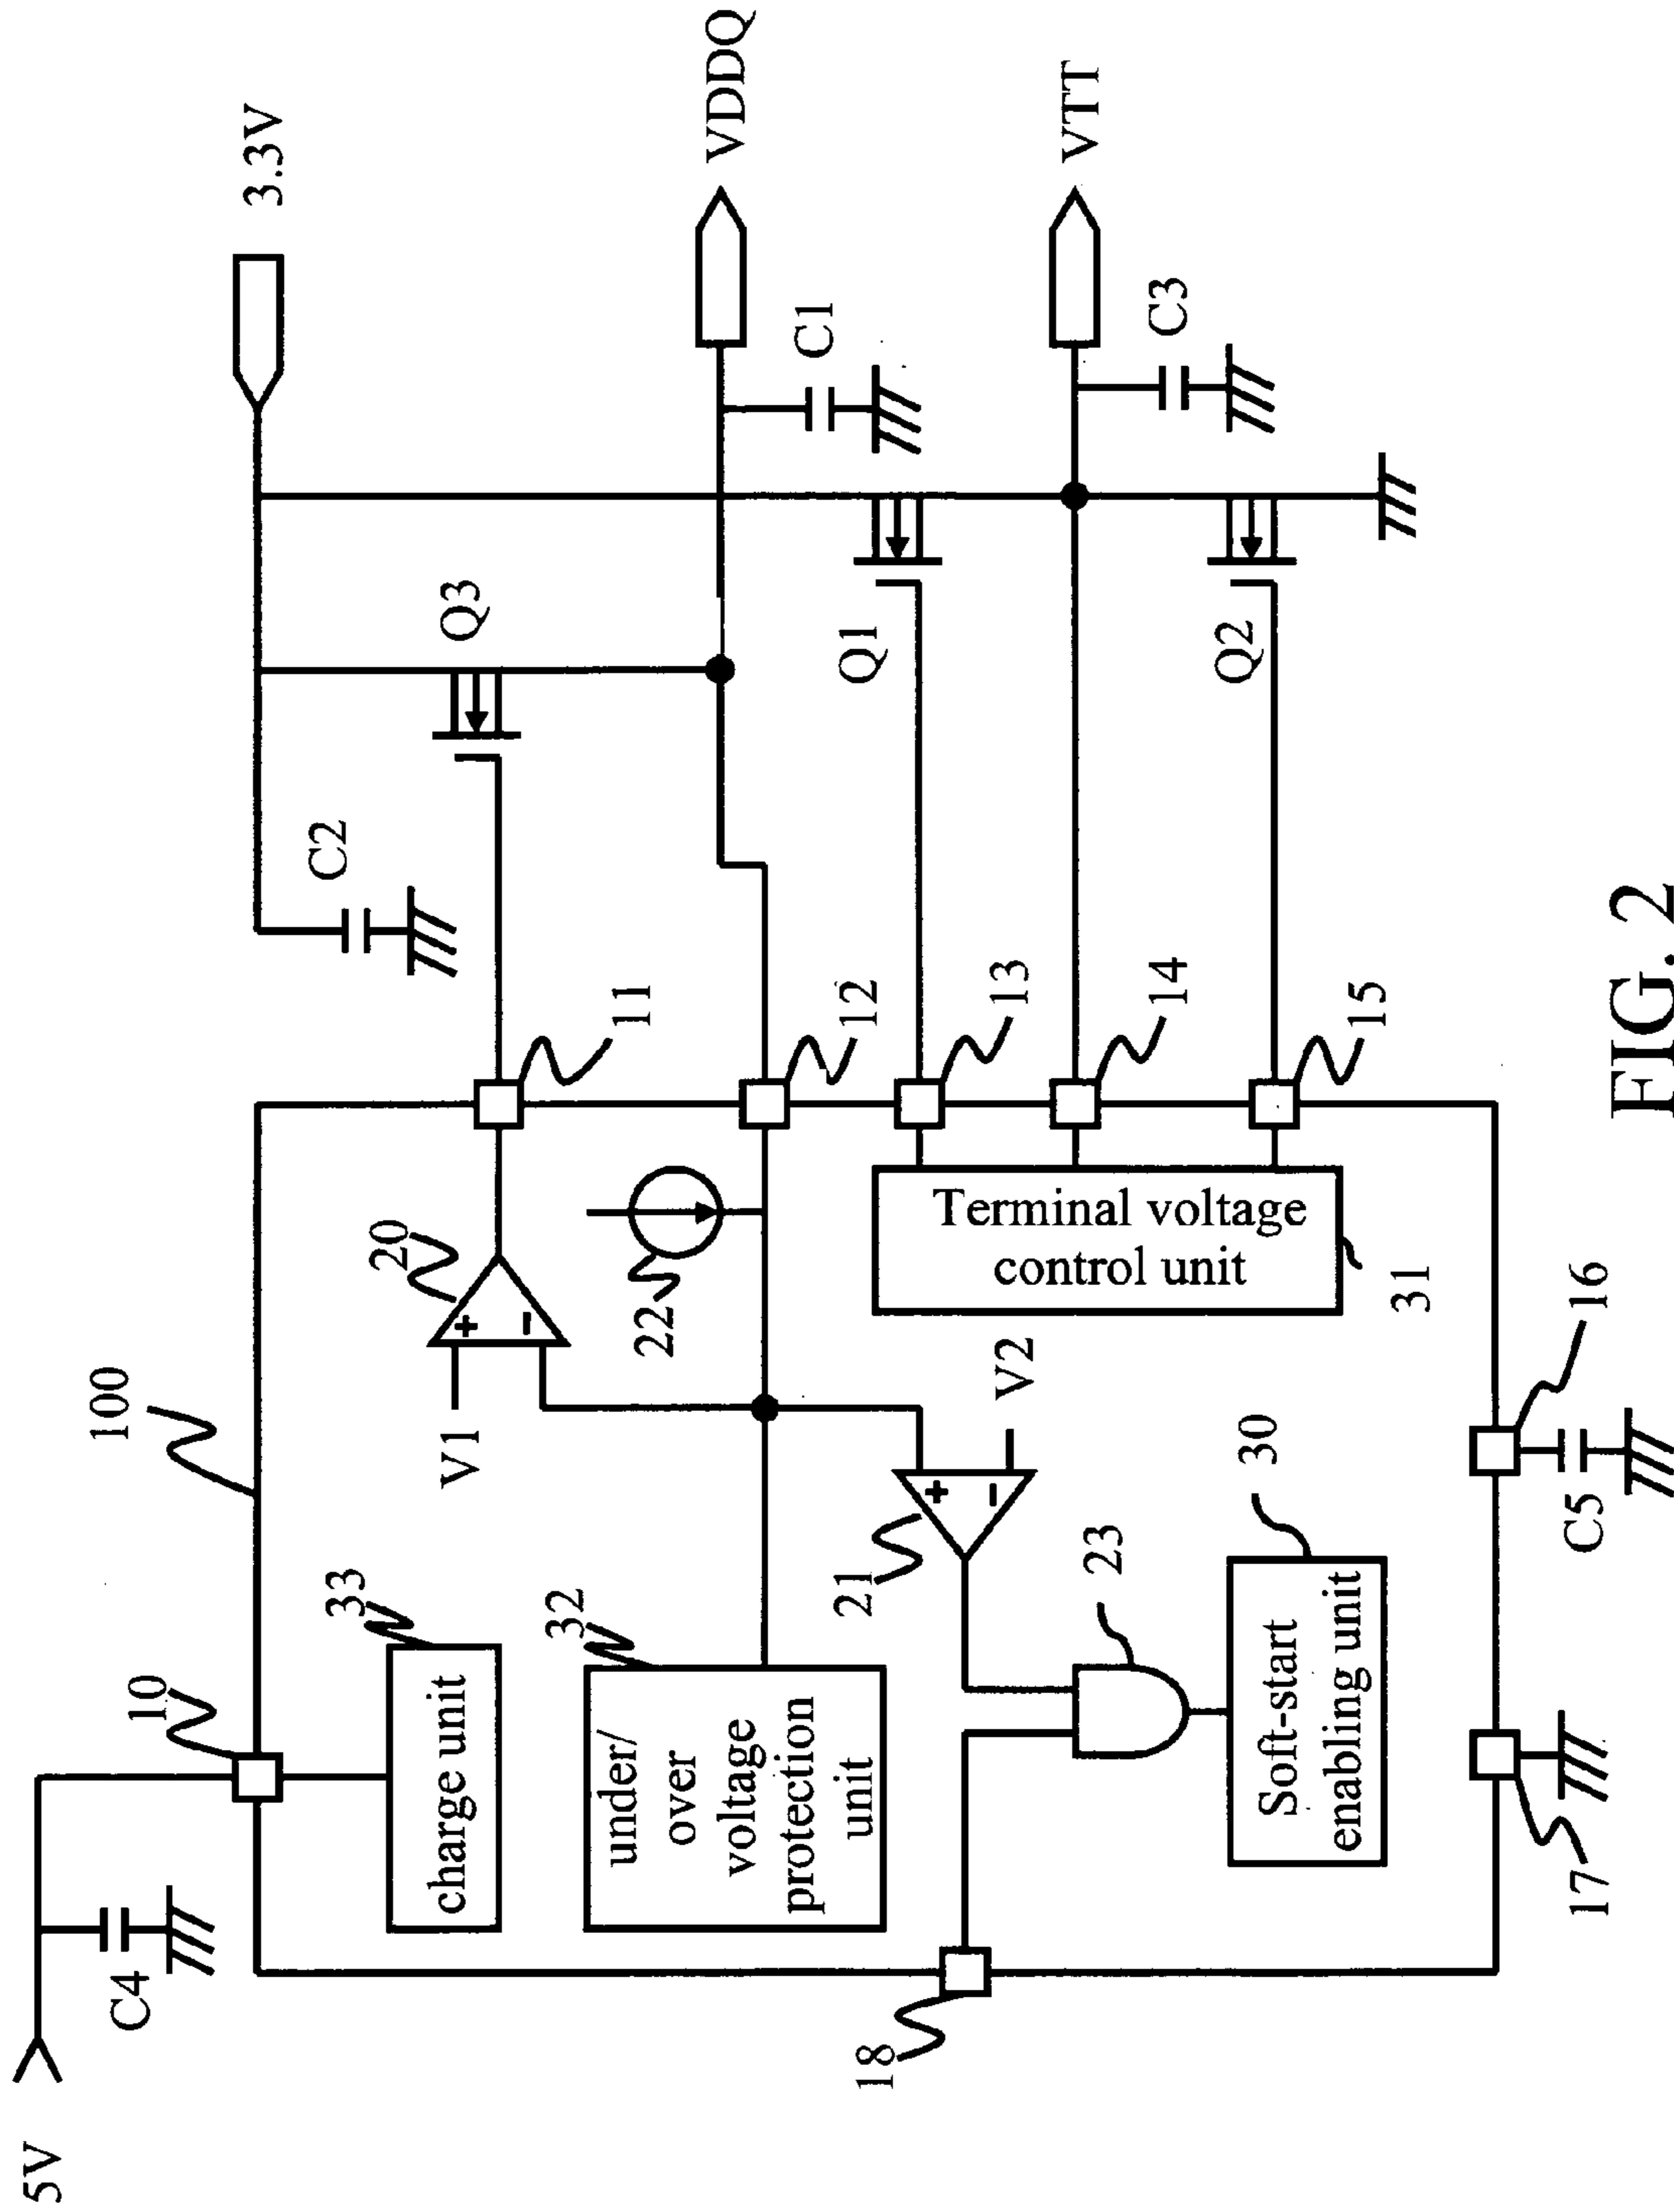 5V
C4
10
100
33
charge unit
32
under/
over
voltage
protection
unit
18
V1
20
+
-
22
11
C2
Q3
3.3V
12
VDDQ
C1
21
+
-
V2
23
30
Soft-start
enabling unit
Terminal voltage
control unit
31
13
14
15
Q1
Q2
VTT
C3
17
C5
16
FIG. 2